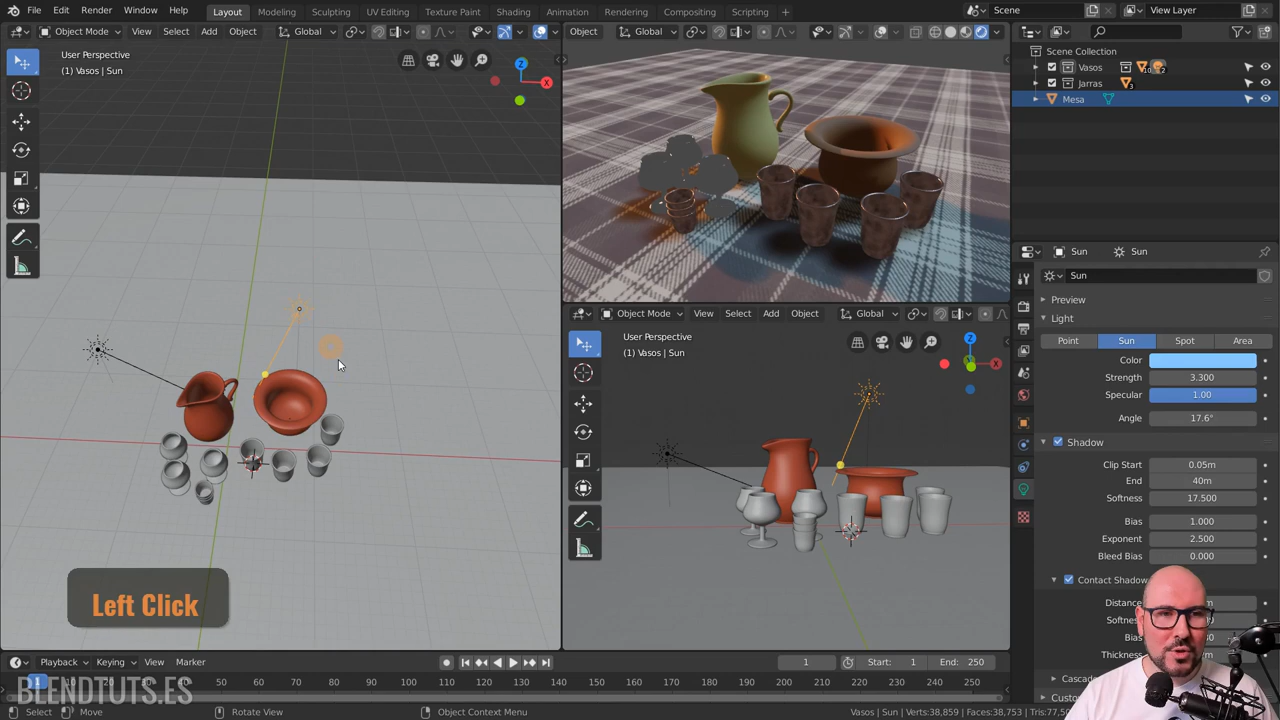 File Edit Render Window Help Layout Modeling Sculpting UV Editing Texture Paint Shading Animation Rendering Compositing Scripting + Scene View Layer
Object Mode View Select Add Object Global
Object Global
User Perspective
(1) Vasos | Sun
Z
X
Scene Collection
Vasos
Jarras
3
Mesa
Sun Sun
Sun
Preview
Light
Point Sun Spot Area
Color
Strength 3.300
Specular 1.00
Angle 17.6°
Shadow
Clip Start 0.05m
End 40m
Softness 17.500
Bias 1.000
Exponent 2.500
Bleed Bias 0.000
Contact Shadow
Distance
Softness
Bias
Thickness
Object Mode View Select Add Object Global
User Perspective
(1) Vasos | Sun
Z
X
Left Click
Playback Keying View Marker 1 Start: 1 End: 250
1 10 20 30 40 50 60 70 80 90 100 110 120 130 140 150 160 170 180 190 200 210 220 230 240 250
BLENDTUTS.ES
Select Move Rotate View Object Context Menu Vasos | Sun | Verts:38,859 | Faces:38,753 | Tris:77,50